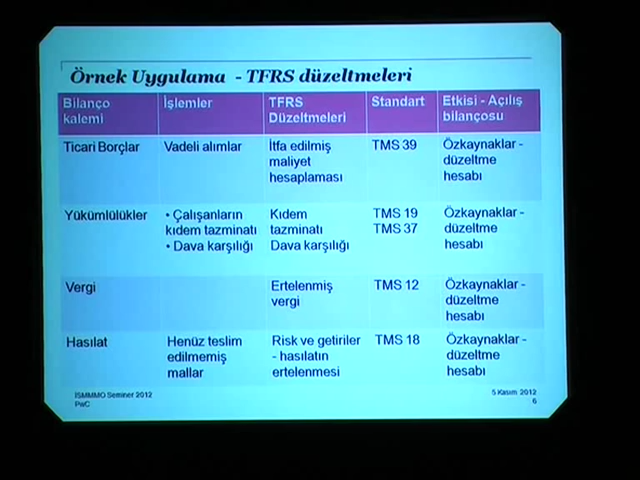 Örnek Uygulama - TFRS düzeltmeleri
Bilanço kalemi
İşlemler
TFRS Düzeltmeleri
Standart
Etkisi - Açılış bilançosu
Ticari Borçlar
Vadeli alımlar
İtfa edilmiş maliyet hesaplaması
TMS 39
Özkaynaklar - düzeltme hesabı
Yükümlülükler
• Çalışanların kıdem tazminatı
• Dava karşılığı
Kıdem tazminatı
Dava karşılığı
TMS 19
TMS 37
Özkaynaklar - düzeltme hesabı
Vergi
Ertelenmiş vergi
TMS 12
Özkaynaklar - düzeltme hesabı
Hasılat
Henüz teslim edilmemiş mallar
Risk ve getiriler - hasılatın ertelenmesi
TMS 18
Özkaynaklar - düzeltme hesabı
ISMMMO Seminer 2012
PwC
5 Kasım 2012
6